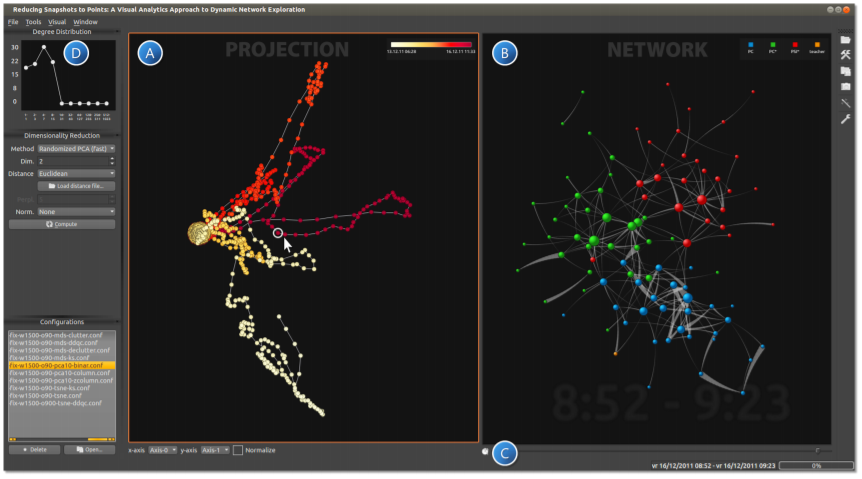 Reducing Snapshots to Points: A Visual Analytics Approach to Dynamic Network Exploration
File Tools Visual Window
Degree Distribution
30
22
15
8
0
D
Dimensionality Reduction
Method Randomized PCA (fast)
Dim. 2
Distance Euclidean
Load distance file...
Norm. None
Compute
Configurations
fix-w1500-o90-mds-clutter.conf
fix-w1500-o90-mds-ddqc.conf
fix-w1500-o90-mds-declutter.conf
fix-w1500-o90-mds-ks.conf
fix-w1500-o90-pca10-binar.conf
fix-w1500-o90-pca10-column.conf
fix-w1500-o90-pca10-zcolumn.conf
fix-w1500-o90-tsne-ks.conf
fix-w1500-o90-tsne.conf
fix-w1500-o900-tsne-ddqc.conf
Delete Open...
A
PROJECTION
x-axis Axis-0 y-axis Axis-1 Normalize
B
NETWORK
PC PC* PSI* teacher
8:52 - 9:23
C
vr 16/12/2011 08:52 - vr 16/12/2011 09:23 0%